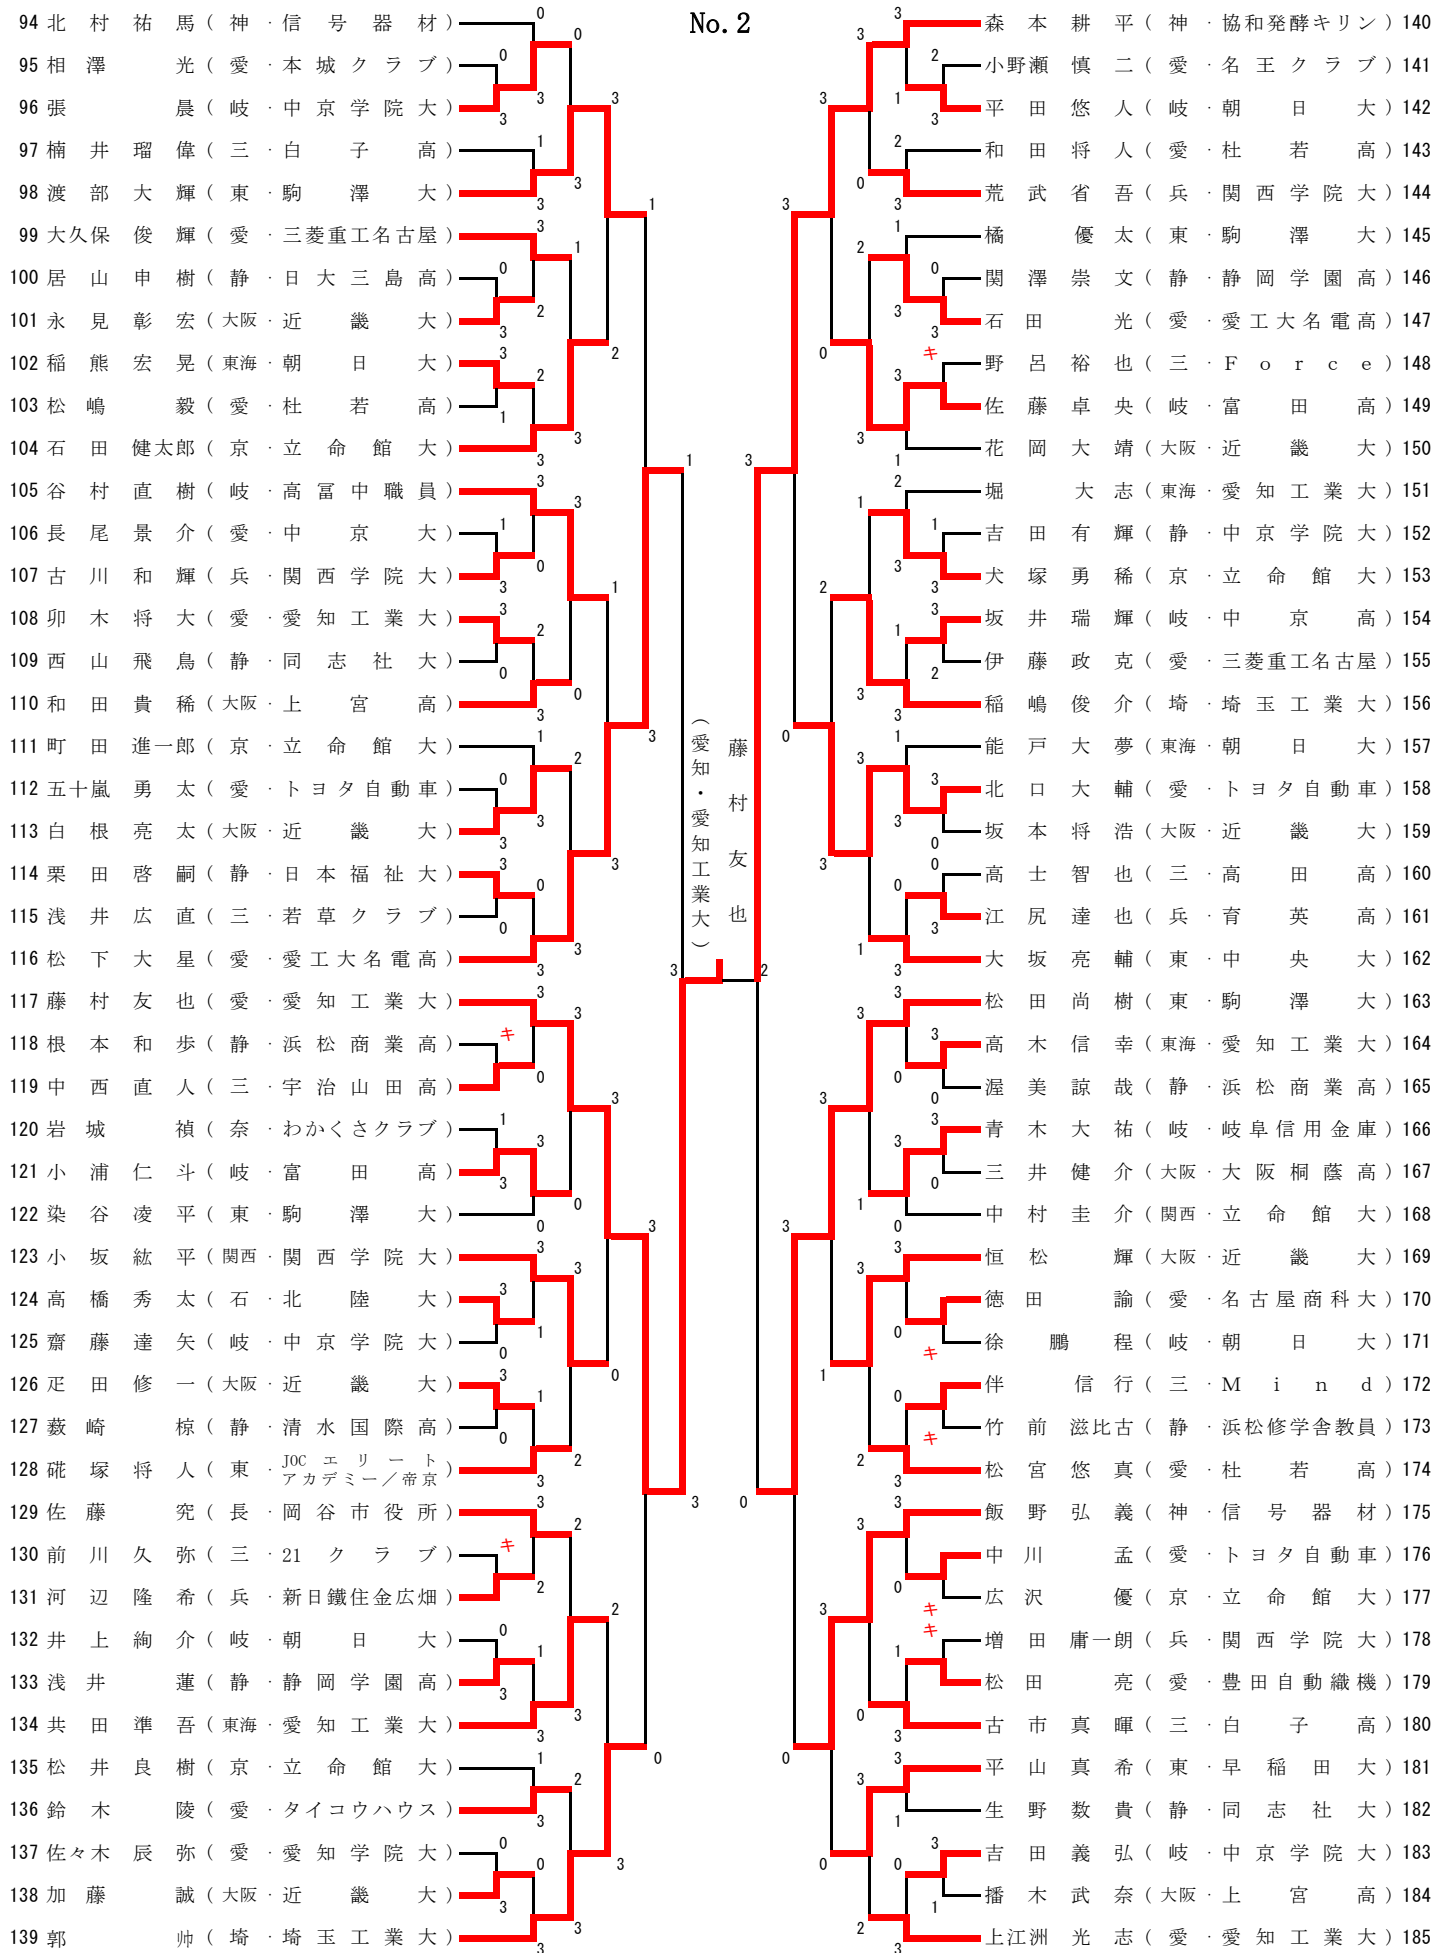 No.2
94 北村祐馬 ( 神 ・ 信号器材 )
95 相澤光 ( 愛 ・ 本城クラブ )
96 張晨 ( 岐 ・ 中京学院大 )
97 楠井瑠偉 ( 三 ・ 白子高 )
98 渡部大輝 ( 東 ・ 駒澤大 )
99 大久保俊輝 ( 愛 ・ 三菱重工名古屋 )
100 居山申樹 ( 静 ・ 日大三島高 )
101 永見彰宏 ( 大阪 ・ 近畿大 )
102 稲熊宏晃 ( 東海 ・ 朝日大 )
103 松嶋毅 ( 愛 ・ 杜若高 )
104 石田健太郎 ( 京 ・ 立命館大 )
105 谷村直樹 ( 岐 ・ 高冨中職員 )
106 長尾景介 ( 愛 ・ 中京大 )
107 古川和輝 ( 兵 ・ 関西学院大 )
108 卯木将大 ( 愛 ・ 愛知工業大 )
109 西山飛鳥 ( 静 ・ 同志社大 )
110 和田貴稀 ( 大阪 ・ 上宮高 )
111 町田進一郎 ( 京 ・ 立命館大 )
112 五十嵐勇太 ( 愛 ・ トヨタ自動車 )
113 白根亮太 ( 大阪 ・ 近畿大 )
114 栗田啓嗣 ( 静 ・ 日本福祉大 )
115 浅井広直 ( 三 ・ 若草クラブ )
116 松下大星 ( 愛 ・ 愛工大名電高 )
117 藤村友也 ( 愛 ・ 愛知工業大 )
118 根本和歩 ( 静 ・ 浜松商業高 )
119 中西直人 ( 三 ・ 宇治山田高 )
120 岩城禎 ( 奈 ・ わかくさクラブ )
121 小浦仁斗 ( 岐 ・ 富田高 )
122 染谷凌平 ( 東 ・ 駒澤大 )
123 小坂紘平 ( 関西 ・ 関西学院大 )
124 高橋秀太 ( 石 ・ 北陸大 )
125 齋藤達矢 ( 岐 ・ 中京学院大 )
126 疋田修一 ( 大阪 ・ 近畿大 )
127 薮崎椋 ( 静 ・ 清水国際高 )
128 硴塚将人 ( 東 ・ JOCエリートアカデミー/帝京 )
129 佐藤究 ( 長 ・ 岡谷市役所 )
130 前川久弥 ( 三 ・ 21クラブ )
131 河辺隆希 ( 兵 ・ 新日鐵住金広畑 )
132 井上絢介 ( 岐 ・ 朝日大 )
133 浅井蓮 ( 静 ・ 静岡学園高 )
134 共田準吾 ( 東海 ・ 愛知工業大 )
135 松井良樹 ( 京 ・ 立命館大 )
136 鈴木陵 ( 愛 ・ タイコウハウス )
137 佐々木辰弥 ( 愛 ・ 愛知学院大 )
138 加藤誠 ( 大阪 ・ 近畿大 )
139 郭帅 ( 埼 ・ 埼玉工業大 )
藤村友也
(愛知・愛知工業大)
森本耕平 ( 神 ・ 協和発酵キリン ) 140
小野瀬慎二 ( 愛 ・ 名王クラブ ) 141
平田悠人 ( 岐 ・ 朝日大 ) 142
和田将人 ( 愛 ・ 杜若高 ) 143
荒武省吾 ( 兵 ・ 関西学院大 ) 144
橘優太 ( 東 ・ 駒澤大 ) 145
関澤崇文 ( 静 ・ 静岡学園高 ) 146
石田光 ( 愛 ・ 愛工大名電高 ) 147
野呂裕也 ( 三 ・ Force ) 148
佐藤卓央 ( 岐 ・ 富田高 ) 149
花岡大靖 ( 大阪 ・ 近畿大 ) 150
堀大志 ( 東海 ・ 愛知工業大 ) 151
吉田有輝 ( 静 ・ 中京学院大 ) 152
犬塚勇稀 ( 京 ・ 立命館大 ) 153
坂井瑞輝 ( 岐 ・ 中京高 ) 154
伊藤政克 ( 愛 ・ 三菱重工名古屋 ) 155
稲嶋俊介 ( 埼 ・ 埼玉工業大 ) 156
能戸大夢 ( 東海 ・ 朝日大 ) 157
北口大輔 ( 愛 ・ トヨタ自動車 ) 158
坂本将浩 ( 大阪 ・ 近畿大 ) 159
高士智也 ( 三 ・ 高田高 ) 160
江尻達也 ( 兵 ・ 育英高 ) 161
大坂亮輔 ( 東 ・ 中央大 ) 162
松田尚樹 ( 東 ・ 駒澤大 ) 163
高木信幸 ( 東海 ・ 愛知工業大 ) 164
渥美諒哉 ( 静 ・ 浜松商業高 ) 165
青木大祐 ( 岐 ・ 岐阜信用金庫 ) 166
三井健介 ( 大阪 ・ 大阪桐蔭高 ) 167
中村圭介 ( 関西 ・ 立命館大 ) 168
恒松輝 ( 大阪 ・ 近畿大 ) 169
徳田諭 ( 愛 ・ 名古屋商科大 ) 170
徐鵬程 ( 岐 ・ 朝日大 ) 171
伴信行 ( 三 ・ Mind ) 172
竹前滋比古 ( 静 ・ 浜松修学舎教員 ) 173
松宮悠真 ( 愛 ・ 杜若高 ) 174
飯野弘義 ( 神 ・ 信号器材 ) 175
中川孟 ( 愛 ・ トヨタ自動車 ) 176
広沢優 ( 京 ・ 立命館大 ) 177
増田庸一朗 ( 兵 ・ 関西学院大 ) 178
松田亮 ( 愛 ・ 豊田自動織機 ) 179
古市真暉 ( 三 ・ 白子高 ) 180
平山真希 ( 東 ・ 早稲田大 ) 181
生野数貴 ( 静 ・ 同志社大 ) 182
吉田義弘 ( 岐 ・ 中京学院大 ) 183
播木武奈 ( 大阪 ・ 上宮高 ) 184
上江洲光志 ( 愛 ・ 愛知工業大 ) 185